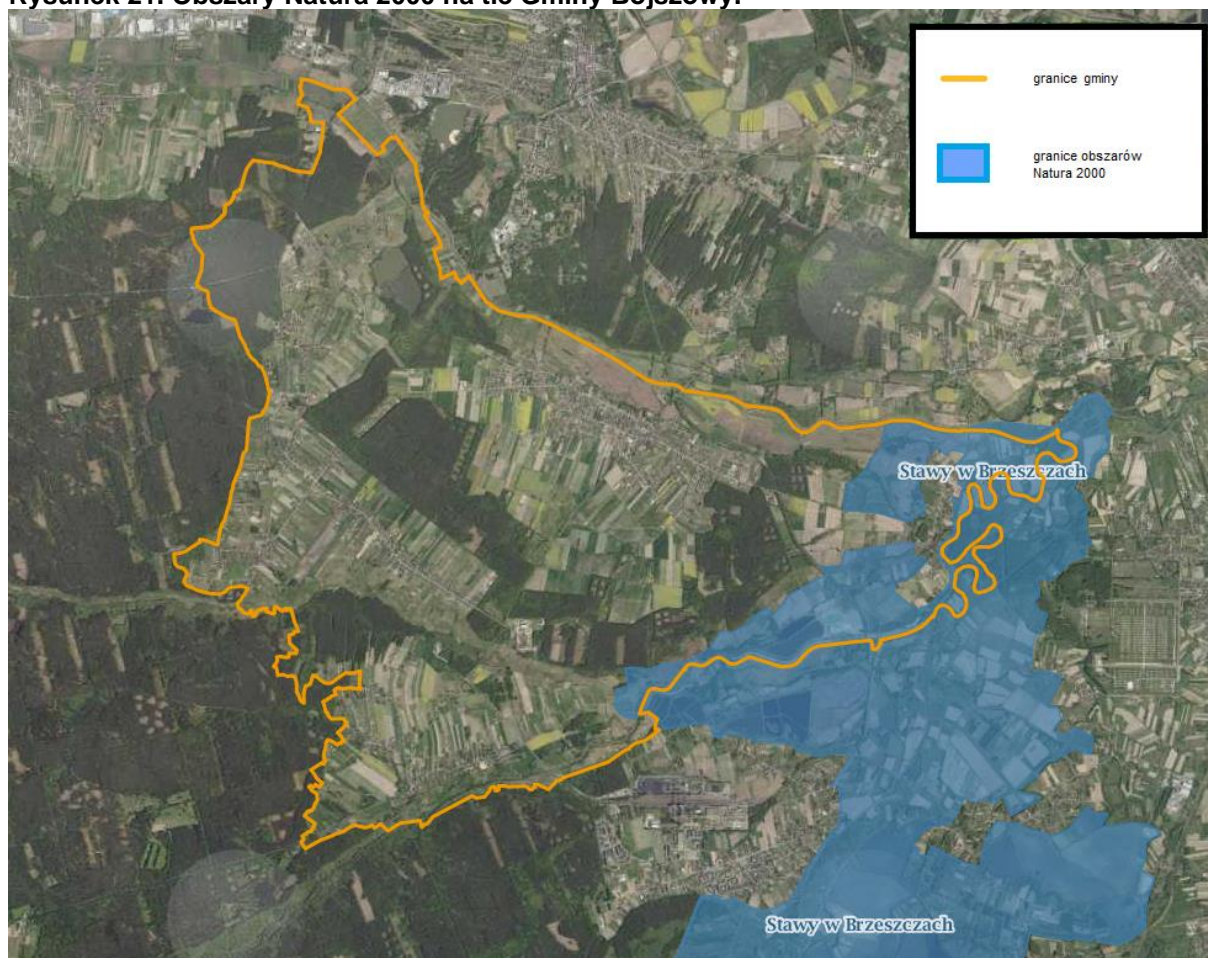 Rysunek 21. Obszary Natura 2000 na tle Gminy Bojszowy.
granice gminy
granice obszarów
Natura 2000
Stawy w Brzeszczach
Stawy w Brzeszczach